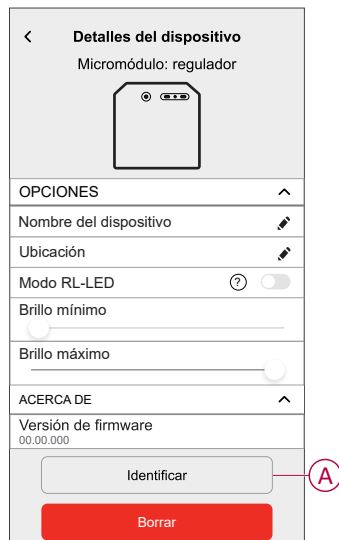 Detalles del dispositivo
Micromódulo: regulador
OPCIONES
Nombre del dispositivo
Ubicación
Modo RL-LED ?
Brillo mínimo
Brillo máximo
ACERCA DE
Versión de firmware
00.00.000
Identificar
A
Borrar